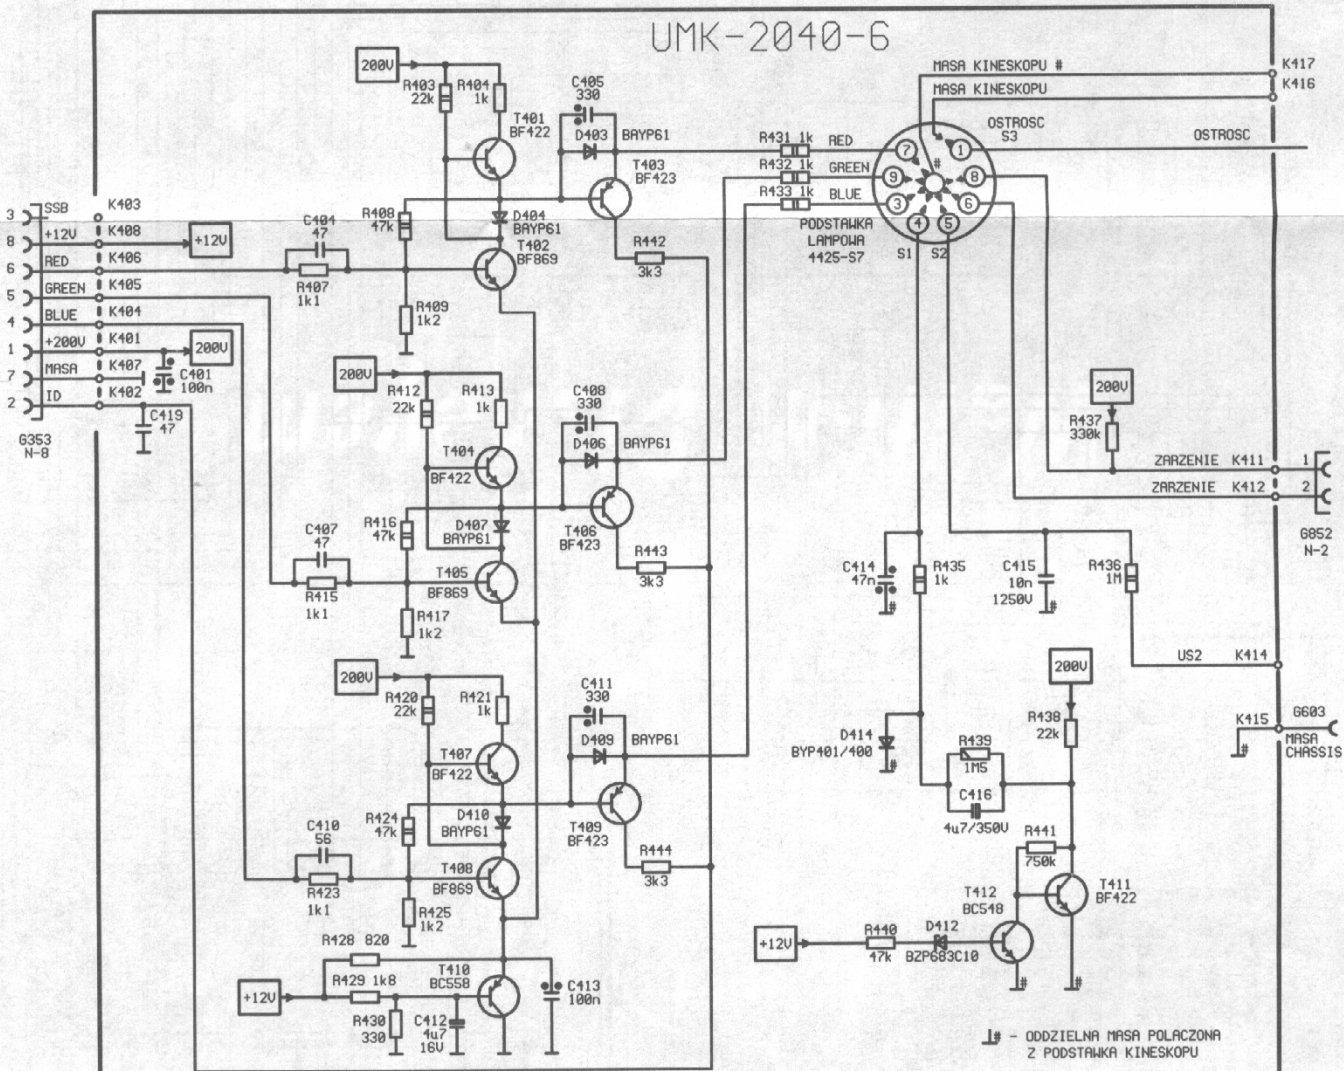 UMK-2040-6
200V
R403
22k
R404
1k
C405
330
D403
BAYP61
T401
BF422
T403
BF423
MASA KINESKOPU #
K417
MASA KINESKOPU
K416
OSTROSC
S3
OSTROSC
R431 1k
RED
R432 1k
GREEN
R433 1k
BLUE
7
#
1
9
8
3
6
4
5
PODSTAWKA
LAMPOWA
4425-S7
S1
S2
3
SSB
K403
8
+12V
K408
+12V
6
RED
K406
5
GREEN
K405
4
BLUE
K404
1
+200V
K401
200V
7
MASA
K407
2
ID
K402
C401
100n
C419
47
G353
N-8
C404
47
R407
1k1
R408
47k
R409
1k2
D404
BAYP61
T402
BF869
R442
3k3
200V
R412
22k
R413
1k
C408
330
D406
BAYP61
T404
BF422
T406
BF423
C407
47
R415
1k1
R416
47k
R417
1k2
D407
BAYP61
T405
BF869
R443
3k3
200V
R437
330k
ZARZENIE K411
1
ZARZENIE K412
2
G852
N-2
C414
47n
#
R435
1k
C415
10n
1250V
#
R436
1M
US2
K414
200V
R438
22k
K415
#
G603
MASA
CHASSIS
D414
BYP401/400
#
R439
1M5
C416
4u7/350V
R441
750k
T412
BC548
T411
BF422
+12V
R440
47k
D412
BZP683C10
#
#
200V
R420
22k
R421
1k
C411
330
D409
BAYP61
T407
BF422
T409
BF423
C410
56
R423
1k1
R424
47k
R425
1k2
D410
BAYP61
T408
BF869
R444
3k3
R428 820
R429 1k8
+12V
R430
330
C412
4u7
16V
T410
BC558
C413
100n
# - ODDZIELNA MASA POLACZONA
Z PODSTAWKA KINESKOPU